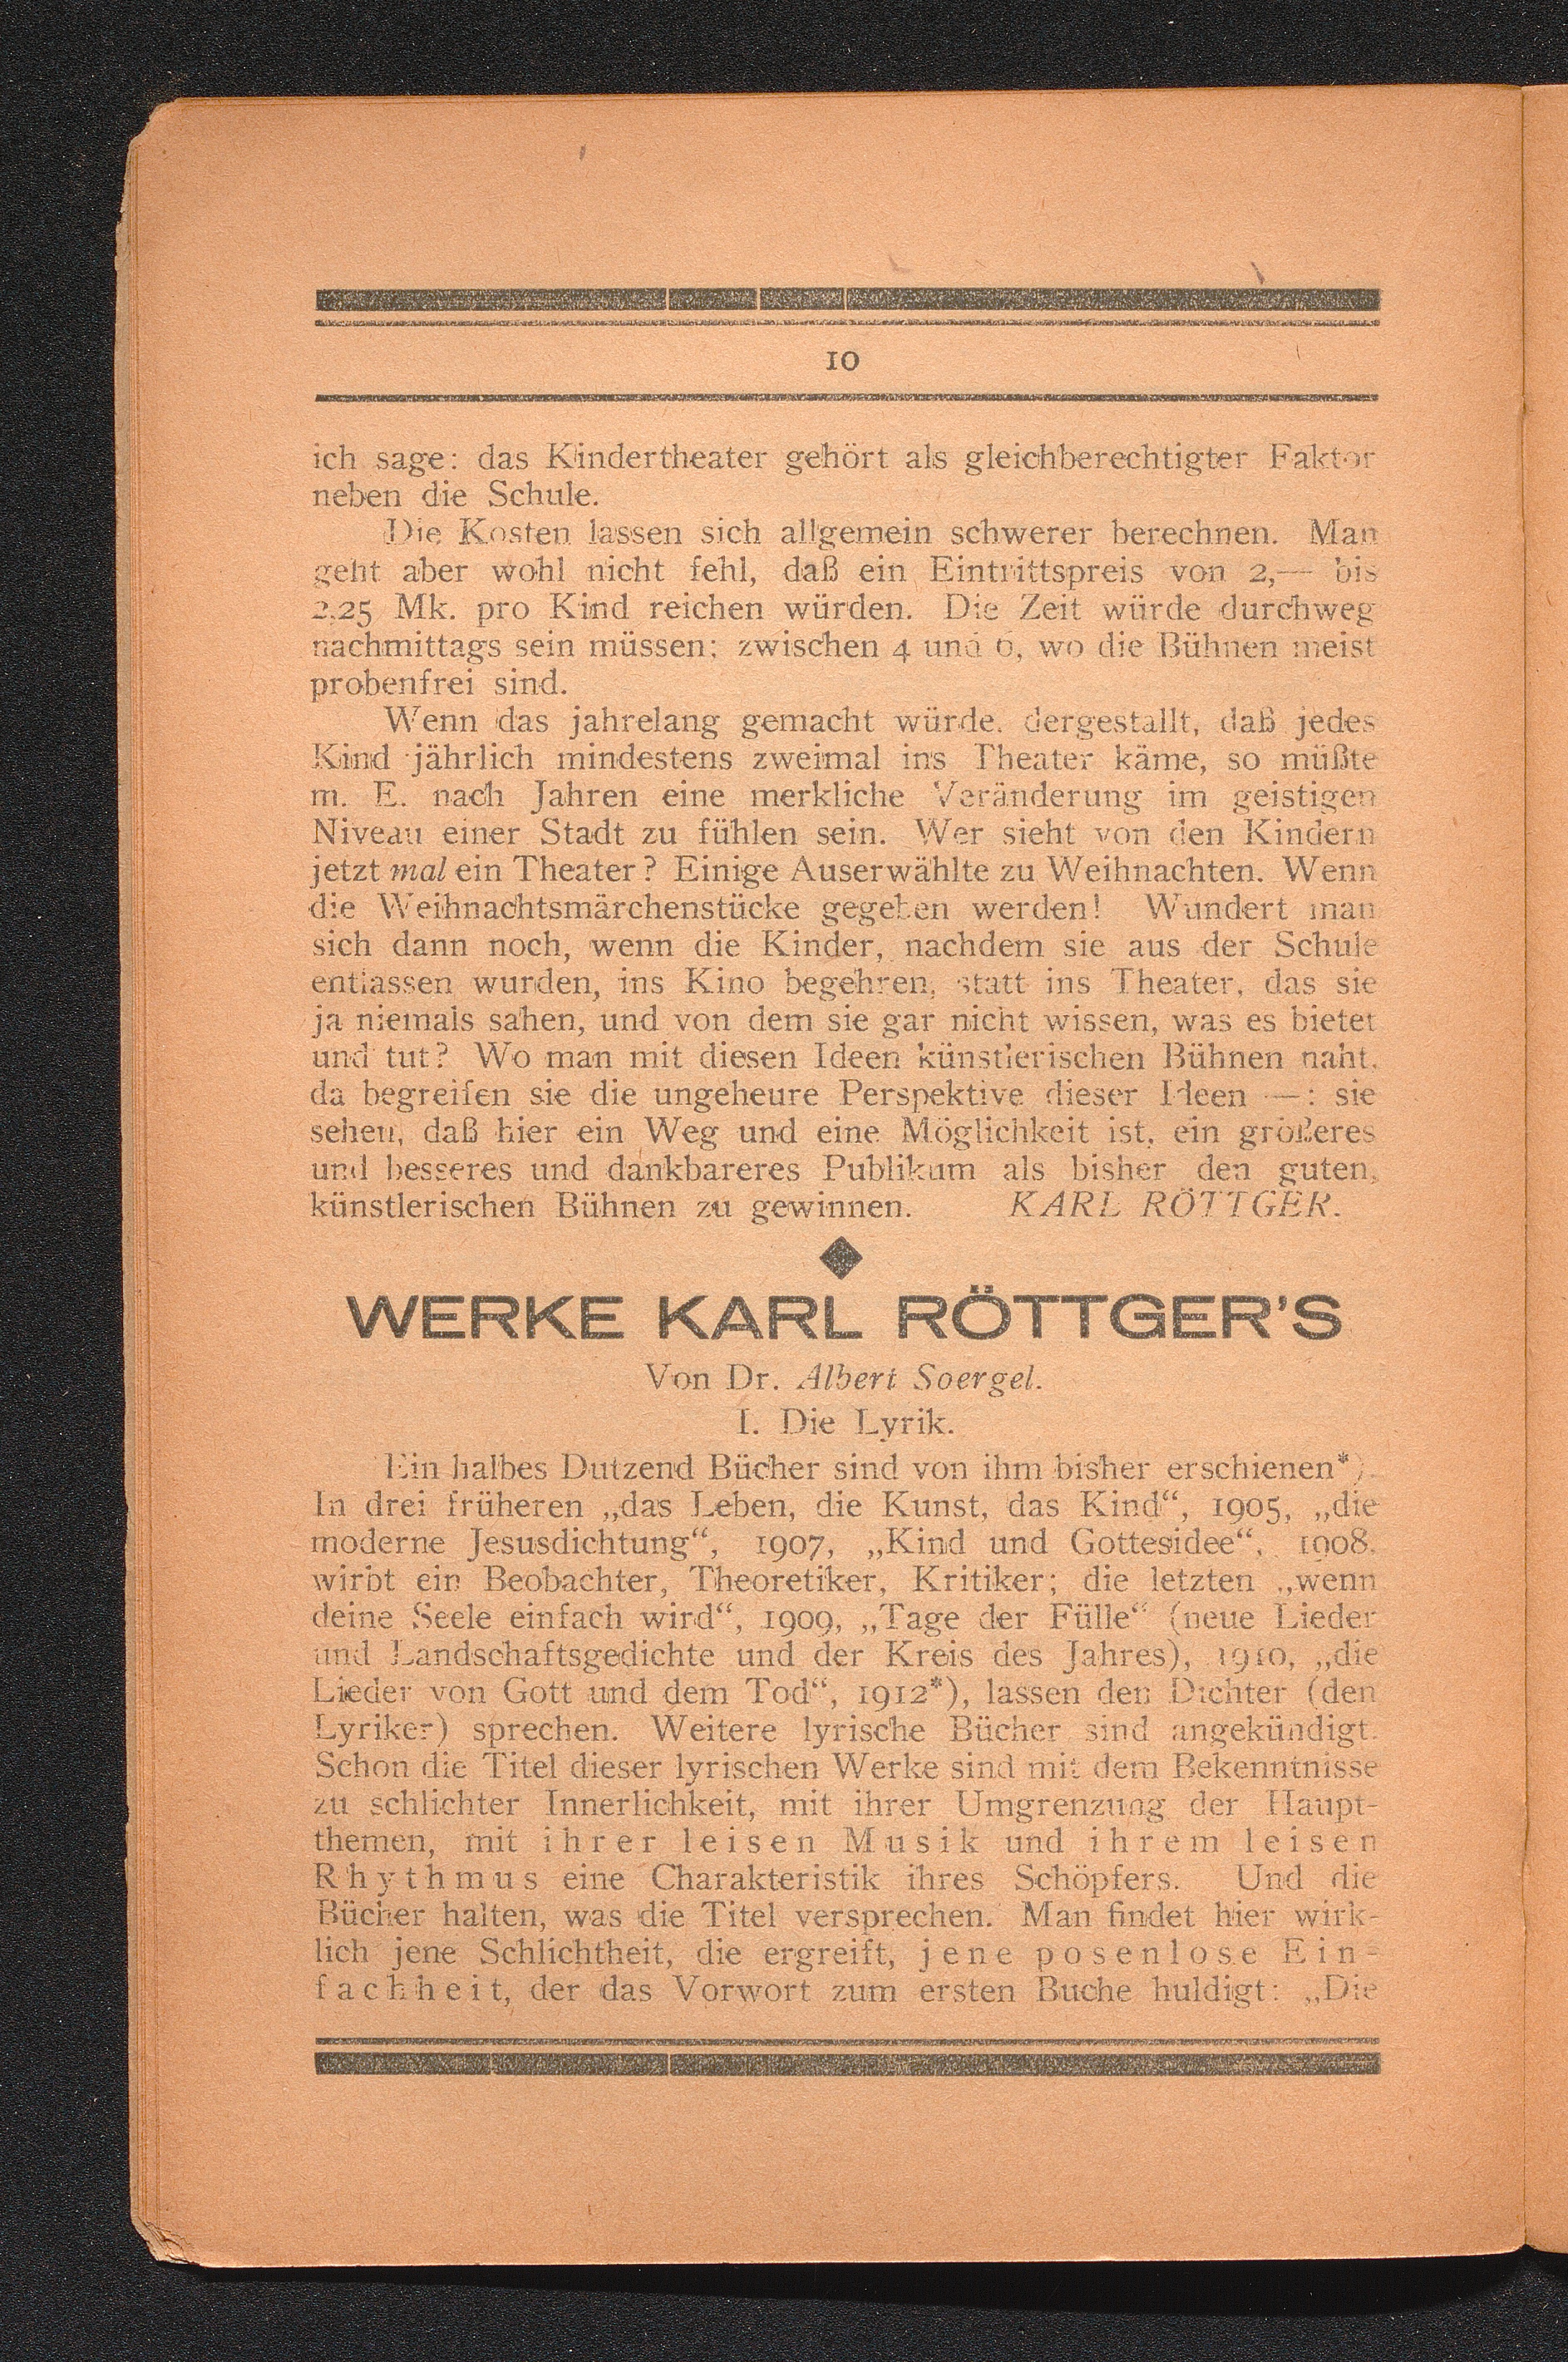 10
ich sage: das Kindertheater gehört als gleichberechtigter Faktor
neben die Schule.
Die Kosten lassen sich allgemein schwerer berechnen. Man
geht aber wohl nicht fehl, daß ein Eintrittspreis von 2,— bis
2,25 Mk. pro Kind reichen würden. Die Zeit würde durchweg
nachmittags sein müssen: zwischen 4 und 6, wo die Bühnen meist
probenfrei sind.
Wenn das jahrelang gemacht würde, dergestallt, daß jedes
Kind jährlich mindestens zweimal ins Theater käme, so müßte
m. E. nach Jahren eine merkliche Veränderung im geistigen
Niveau einer Stadt zu fühlen sein. Wer sieht von den Kindern
jetzt mal ein Theater? Einige Auserwählte zu Weihnachten. Wenn
die Weihnachtsmärchenstücke gegeben werden! Wundert man
sich dann noch, wenn die Kinder, nachdem sie aus der Schule
entlassen wurden, ins Kino begehren, statt ins Theater, das sie
ja niemals sahen, und von dem sie gar nicht wissen, was es bietet
und tut? Wo man mit diesen Ideen künstlerischen Bühnen naht,
da begreifen sie die ungeheure Perspektive dieser Ideen —: sie
sehen, daß hier ein Weg und eine Möglichkeit ist, ein größeres
und besseres und dankbareres Publikum als bisher den guten,
künstlerischen Bühnen zu gewinnen. KARL RÖTTGER.
WERKE KARL RÖTTGER'S
Von Dr. Albert Soergel.
I. Die Lyrik.
Ein halbes Dutzend Bücher sind von ihm bisher erschienen*).
In drei früheren „das Leben, die Kunst, das Kind“, 1905, „die
moderne Jesusdichtung“, 1907, „Kind und Gottesidee“, 1908,
wirbt ein Beobachter, Theoretiker, Kritiker; die letzten „wenn
deine Seele einfach wird“, 1909, „Tage der Fülle“ (neue Lieder
und Landschaftsgedichte und der Kreis des Jahres), 1910, „die
Lieder von Gott und dem Tod“, 1912*), lassen den Dichter (den
Lyriker) sprechen. Weitere lyrische Bücher sind angekündigt.
Schon die Titel dieser lyrischen Werke sind mit dem Bekenntnisse
zu schlichter Innerlichkeit, mit ihrer Umgrenzung der Haupt-
themen, mit ihrer leisen Musik und ihrem leisen
Rhythmus eine Charakteristik ihres Schöpfers. Und die
Bücher halten, was die Titel versprechen. Man findet hier wirk-
lich jene Schlichtheit, die ergreift, jene posenlose Ein-
fachheit, der das Vorwort zum ersten Buche huldigt: „Die